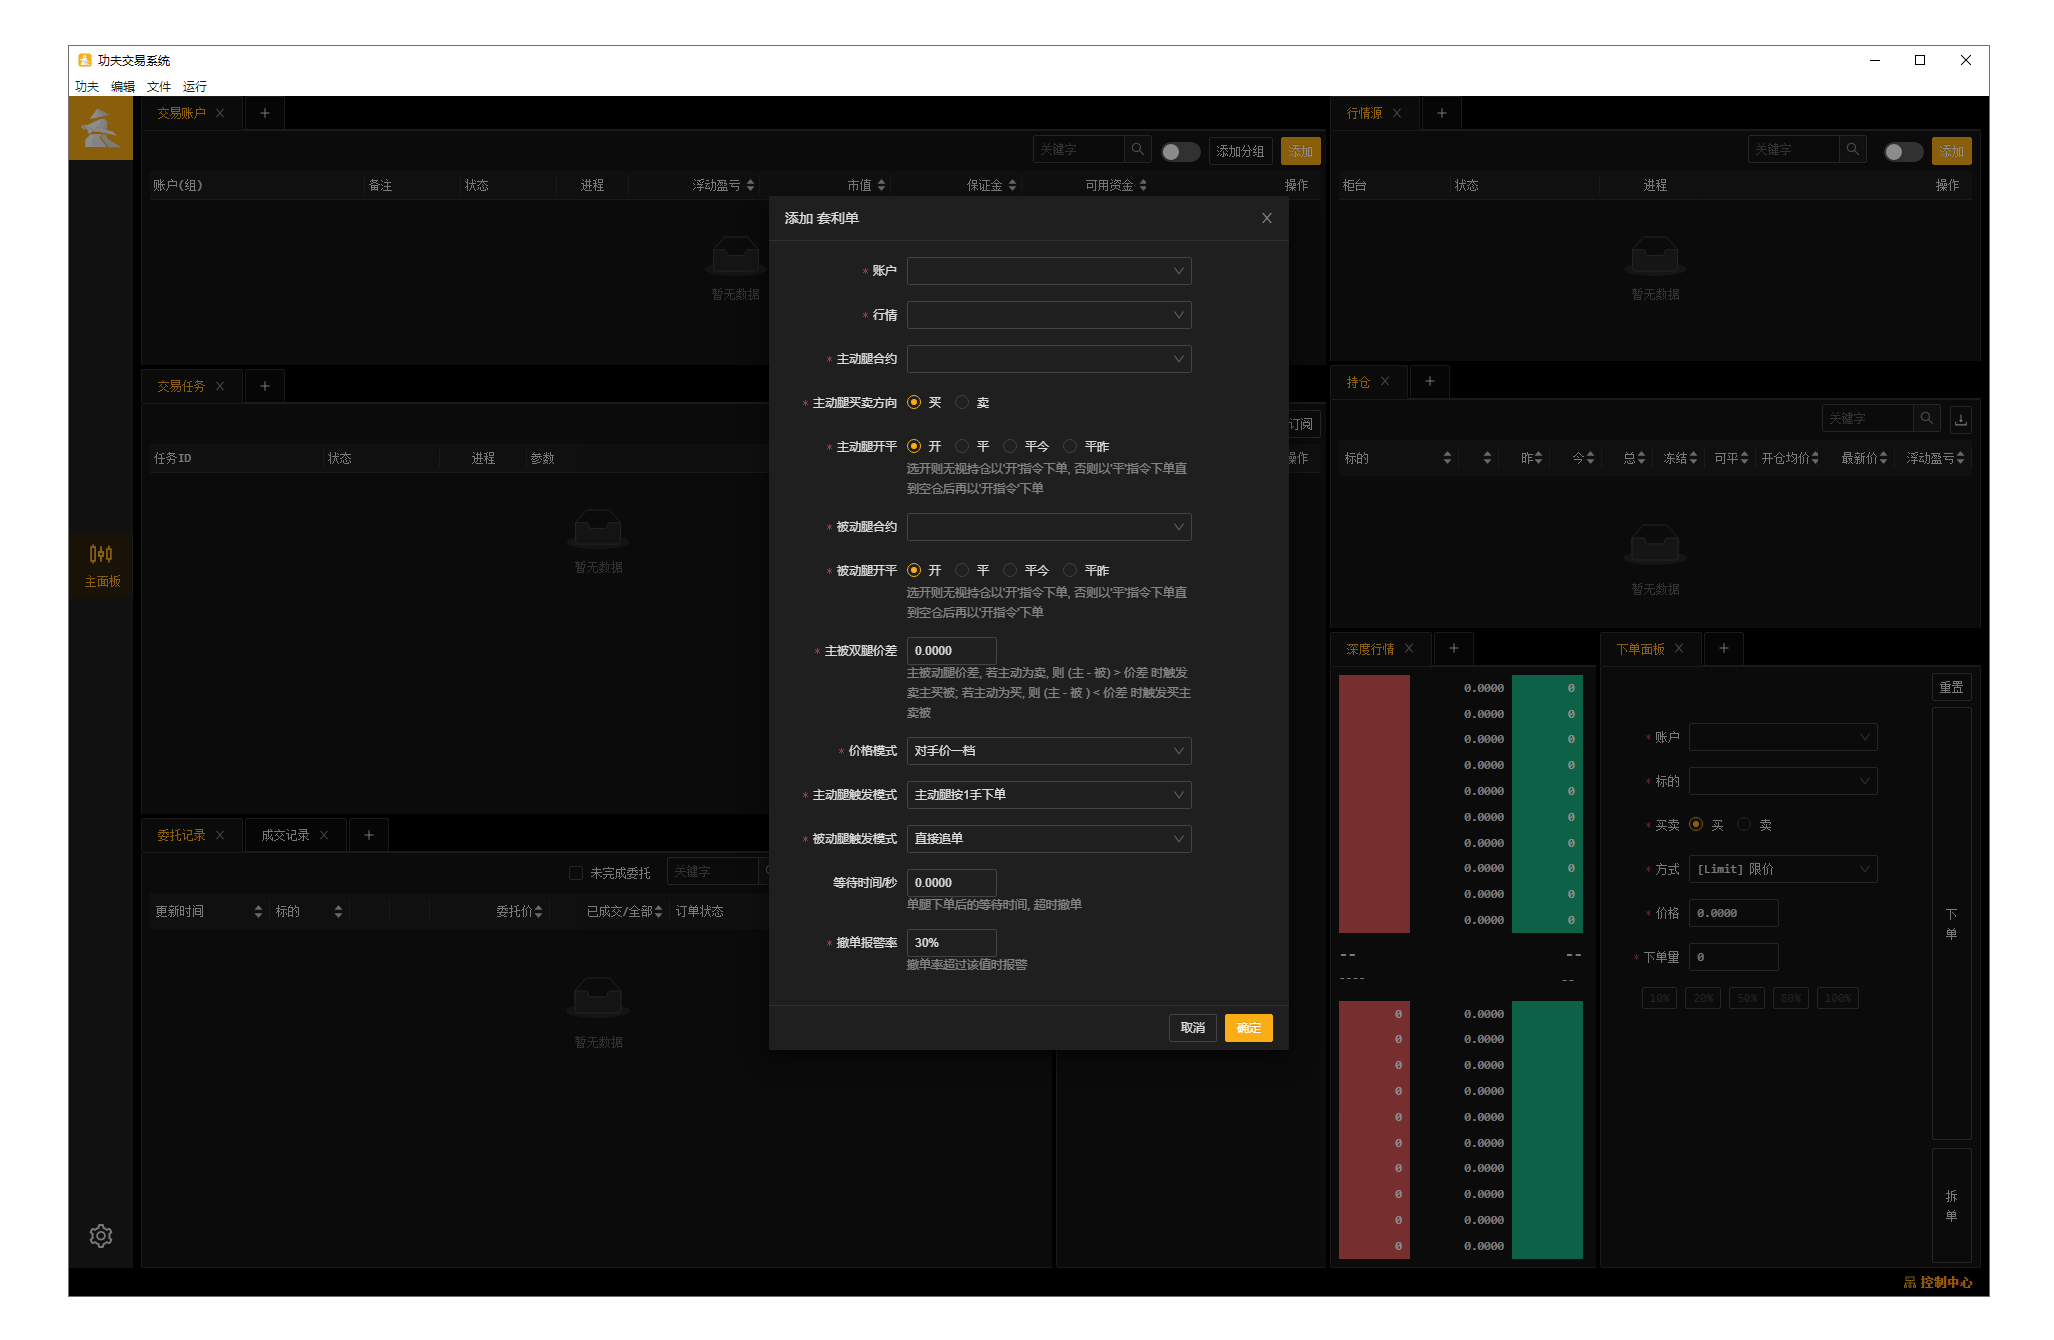 功夫交易系统
功夫 编辑 文件 运行
交易账户
关键字 添加分组 添加
账户(组) 备注 状态 进程 浮动盈亏 市值 保证金 可用资金 操作
暂无数据
行情源
关键字 添加
柜台 状态 进程 操作
暂无数据
交易任务
订阅
任务ID 状态 进程 参数 操作
暂无数据
持仓
关键字
标的 昨 今 总 冻结 可平 开仓均价 最新价 浮动盈亏
暂无数据
主面板
委托记录 成交记录
未完成委托 关键字
更新时间 标的 委托价 已成交/全部 订单状态
暂无数据
添加 套利单
* 账户
* 行情
* 主动腿合约
* 主动腿买卖方向 买 卖
* 主动腿开平 开 平 平今 平昨
选开则无视持仓以'开'指令下单, 否则以'平'指令下单直
到空仓后再以'开指令'下单
* 被动腿合约
* 被动腿开平 开 平 平今 平昨
选开则无视持仓以'开'指令下单, 否则以'平'指令下单直
到空仓后再以'开指令'下单
* 主被双腿价差 0.0000
主被动腿价差, 若主动为卖, 则 (主 - 被) > 价差 时触发
卖主买被; 若主动为买, 则 (主 - 被 ) < 价差 时触发买主
卖被
* 价格模式 对手价一档
* 主动腿触发模式 主动腿按1手下单
* 被动腿触发模式 直接追单
等待时间/秒 0.0000
单腿下单后的等待时间, 超时撤单
* 撤单报警率 30%
撤单率超过该值时报警
取消 确定
深度行情
0.0000 0
0.0000 0
0.0000 0
0.0000 0
0.0000 0
0.0000 0
0.0000 0
0.0000 0
0.0000 0
0.0000 0
-- --
---- --
0 0.0000
0 0.0000
0 0.0000
0 0.0000
0 0.0000
0 0.0000
0 0.0000
0 0.0000
0 0.0000
0 0.0000
下单面板
重置
* 账户
* 标的
* 买卖 买 卖
* 方式 [Limit] 限价
* 价格 0.0000
* 下单量 0
10% 20% 50% 80% 100%
下
单
拆
单
控制中心